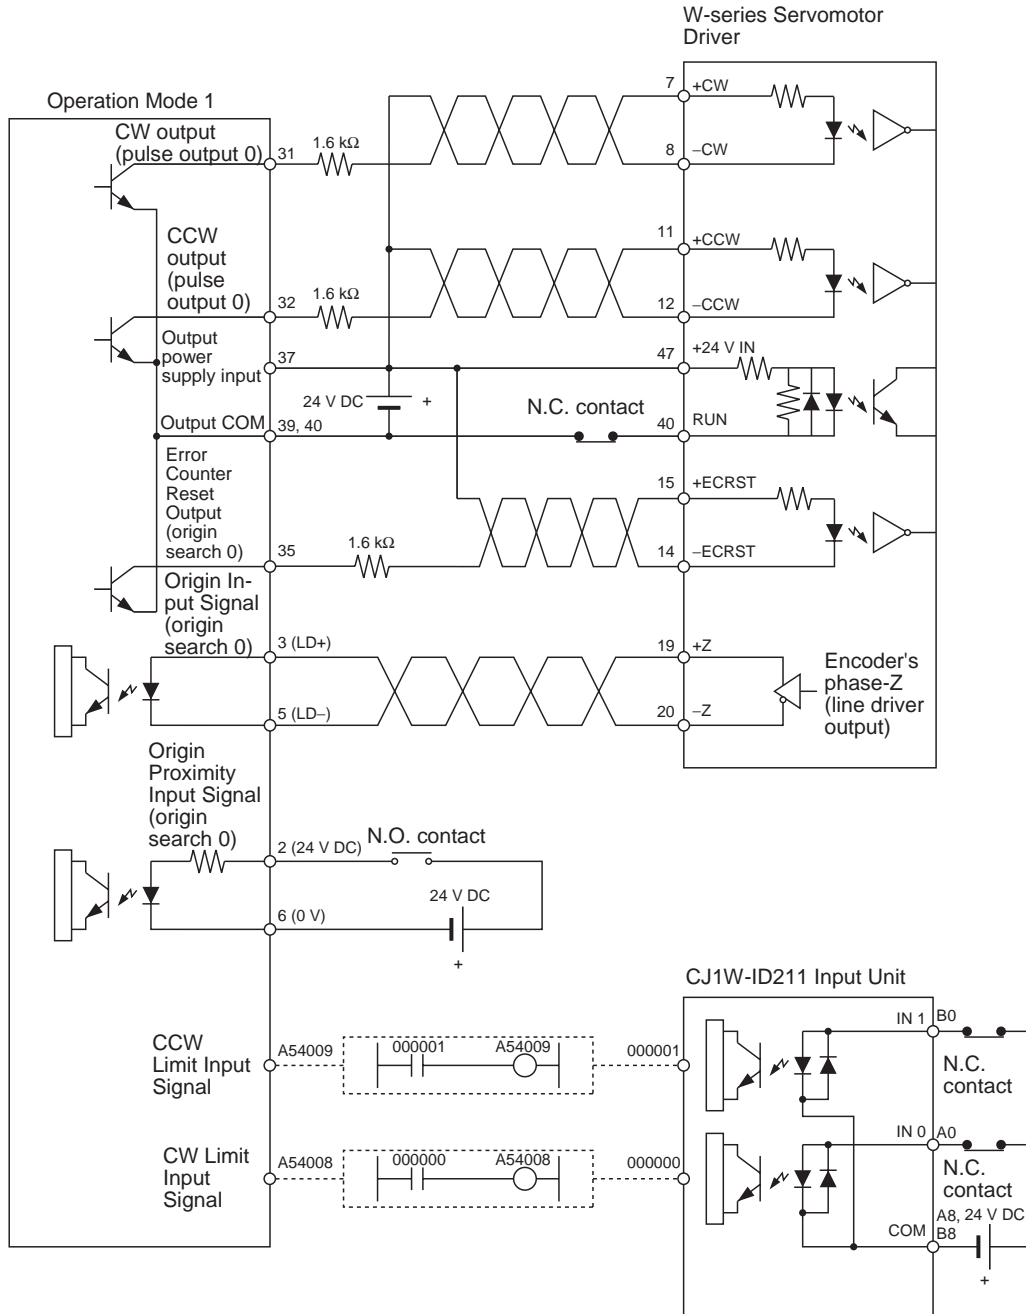 W-series Servomotor
Driver
Operation Mode 1
CW output
(pulse output 0)
31
1.6 kΩ
7
+CW
8
–CW
CCW
output
(pulse
output 0)
32
1.6 kΩ
11
+CCW
12
–CCW
Output
power
supply input
37
47
+24 V IN
24 V DC
+
N.C. contact
Output COM
39, 40
40
RUN
Error
Counter
Reset
Output
(origin
search 0)
35
1.6 kΩ
15
+ECRST
14
–ECRST
Origin In-
put Signal
(origin
search 0)
3 (LD+)
19
+Z
5 (LD–)
20
–Z
Encoder's
phase-Z
(line driver
output)
Origin
Proximity
Input Signal
(origin
search 0)
2 (24 V DC)
N.O. contact
24 V DC
6 (0 V)
+
CJ1W-ID211 Input Unit
CCW
Limit Input
Signal
A54009
000001
A54009
000001
IN 1
B0
N.C.
contact
CW Limit
Input
Signal
A54008
000000
A54008
000000
IN 0
A0
N.C.
contact
COM
A8,
B8
24 V DC
+